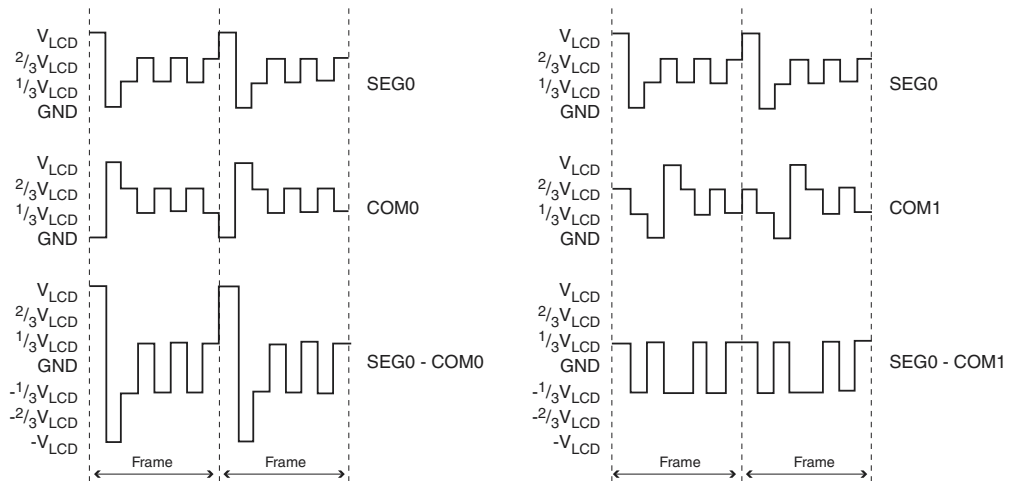 V_LCD
2/3V_LCD
1/3V_LCD
GND
SEG0
V_LCD
2/3V_LCD
1/3V_LCD
GND
COM0
V_LCD
2/3V_LCD
1/3V_LCD
GND
-1/3V_LCD
-2/3V_LCD
-V_LCD
SEG0 - COM0
Frame Frame
V_LCD
2/3V_LCD
1/3V_LCD
GND
SEG0
V_LCD
2/3V_LCD
1/3V_LCD
GND
COM1
V_LCD
2/3V_LCD
1/3V_LCD
GND
-1/3V_LCD
-2/3V_LCD
-V_LCD
SEG0 - COM1
Frame Frame